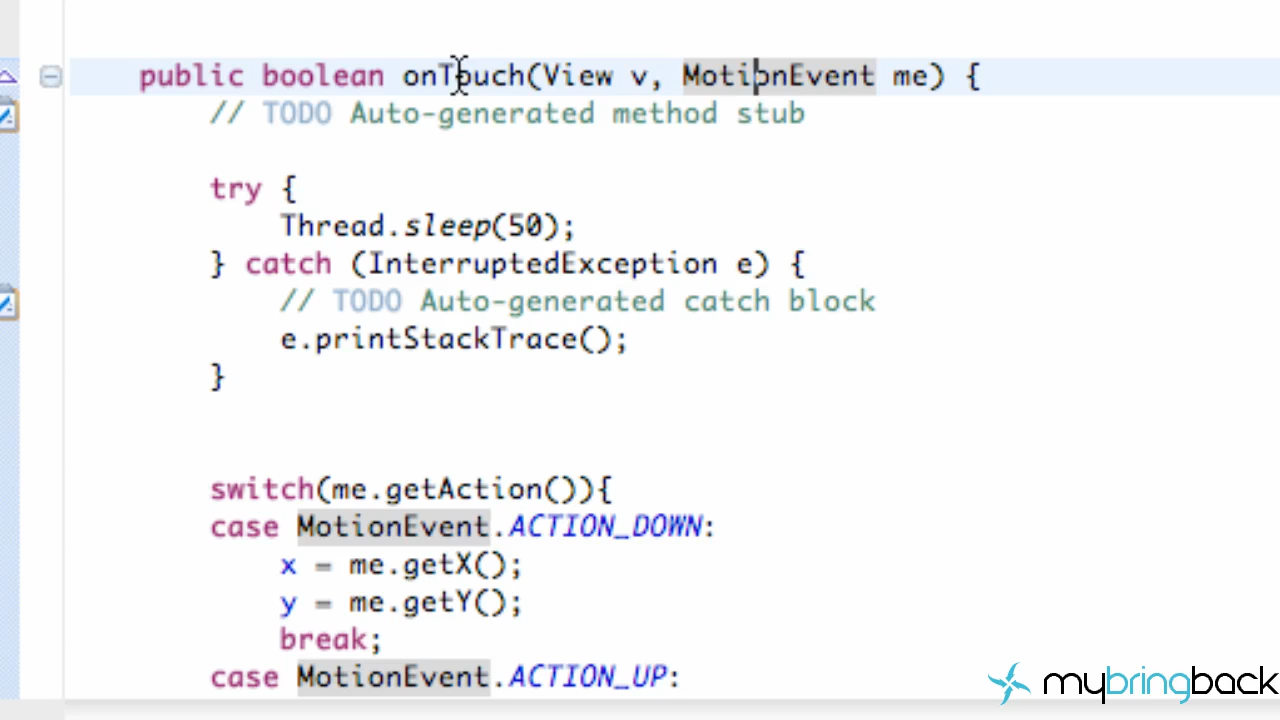 public boolean onTouch(View v, MotionEvent me) {
// TODO Auto-generated method stub
try {
Thread.sleep(50);
} catch (InterruptedException e) {
// TODO Auto-generated catch block
e.printStackTrace();
}
switch(me.getAction()){
case MotionEvent.ACTION_DOWN:
x = me.getX();
y = me.getY();
break;
case MotionEvent.ACTION_UP:
mybringback